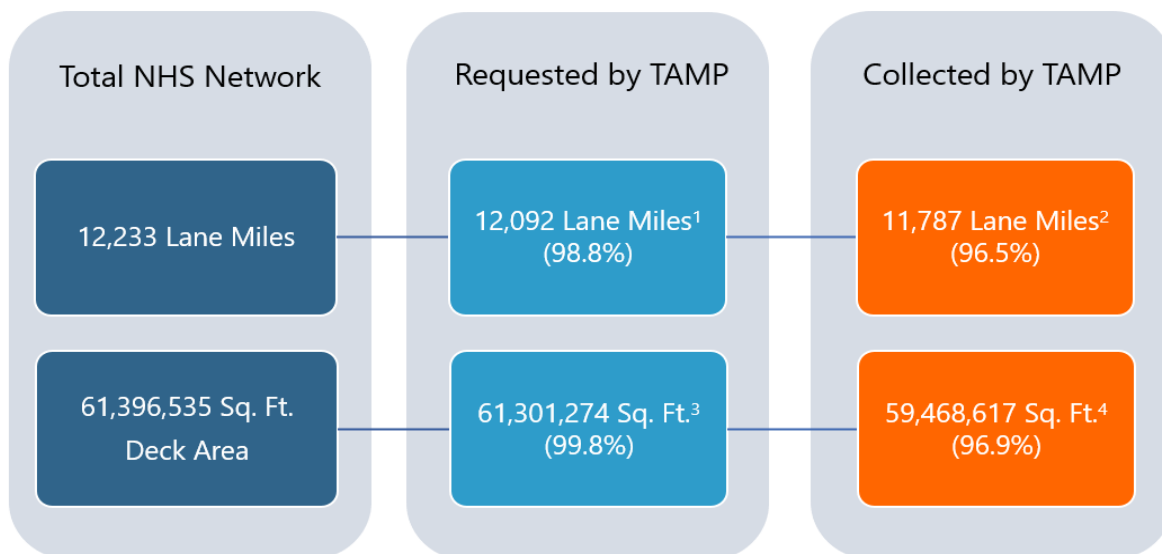 Total NHS Network
Requested by TAMP
Collected by TAMP
12,233 Lane Miles
12,092 Lane Miles¹
(98.8%)
11,787 Lane Miles²
(96.5%)
61,396,535 Sq. Ft.
Deck Area
61,301,274 Sq. Ft.³
(99.8%)
59,468,617 Sq. Ft.⁴
(96.9%)